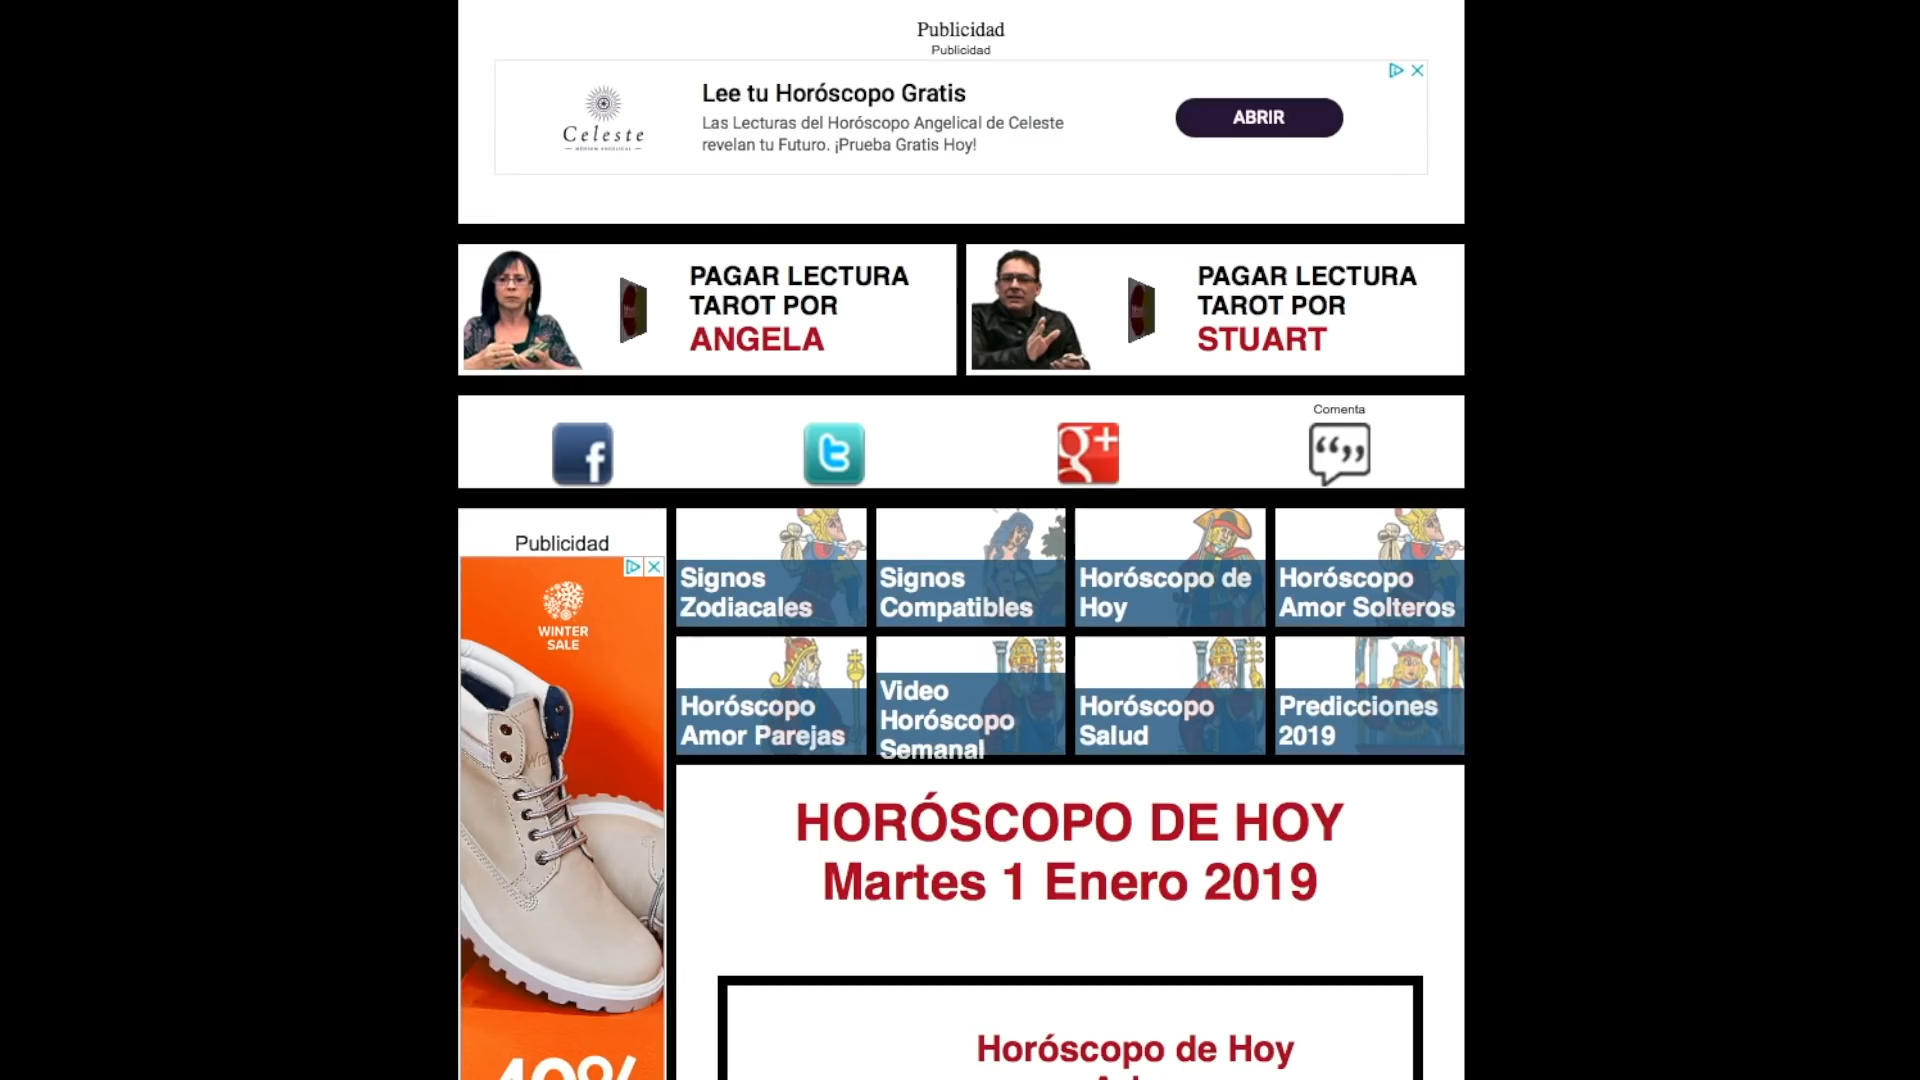 Publicidad
Publicidad
Celeste
Lee tu Horóscopo Gratis
Las Lecturas del Horóscopo Angelical de Celeste
revelan tu Futuro. ¡Prueba Gratis Hoy!
ABRIR
PAGAR LECTURA
TAROT POR
ANGELA
PAGAR LECTURA
TAROT POR
STUART
Comenta
Publicidad
WINTER
SALE
Signos
Zodiacales
Signos
Compatibles
Horóscopo de
Hoy
Horóscopo
Amor Solteros
Horóscopo
Amor Parejas
Video
Horóscopo
Semanal
Horóscopo
Salud
Predicciones
2019
HORÓSCOPO DE HOY
Martes 1 Enero 2019
Horóscopo de Hoy